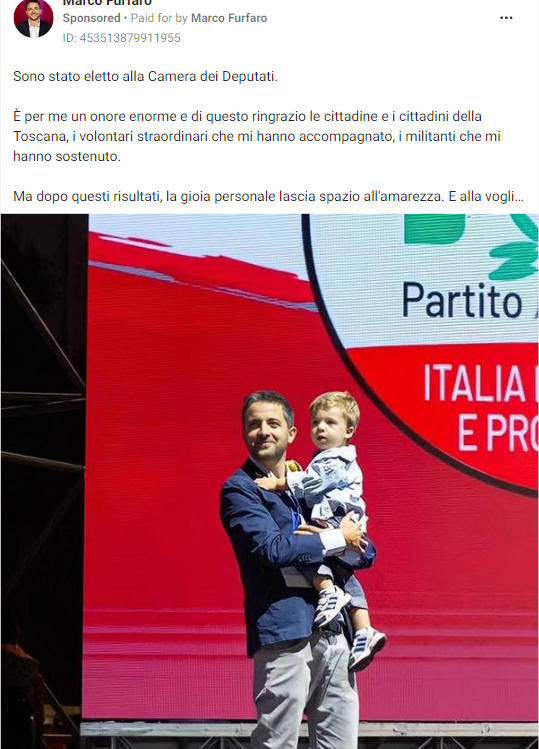 Marco Furfaro
Sponsored • Paid for by Marco Furfaro
ID: 453513879911955
Sono stato eletto alla Camera dei Deputati.
È per me un onore enorme e di questo ringrazio le cittadine e i cittadini della
Toscana, i volontari straordinari che mi hanno accompagnato, i militanti che mi
hanno sostenuto.
Ma dopo questi risultati, la gioia personale lascia spazio all'amarezza. E alla vogli...
Partito
ITALIA
E PRO